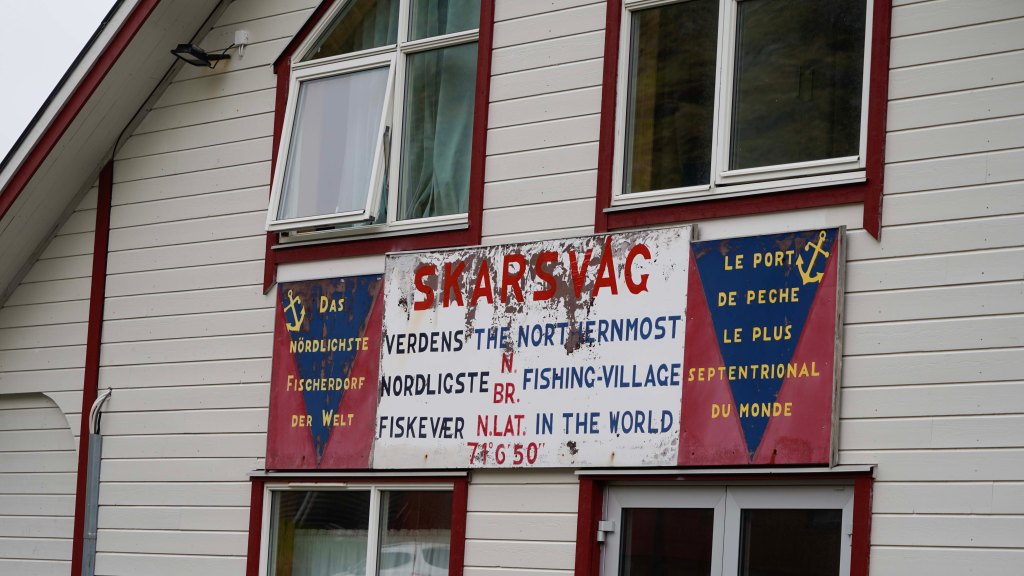 Das
Nördlichste
Fischerdorf
der Welt
SKARSVÅG
VERDENS THE NORTHERNMOST
N.
NORDLIGSTE BR. FISHING-VILLAGE
FISKEVÆR N.LAT. IN THE WORLD
71°6'50"
LE PORT
DE PECHE
LE PLUS
SEPTENTRIONAL
DU MONDE